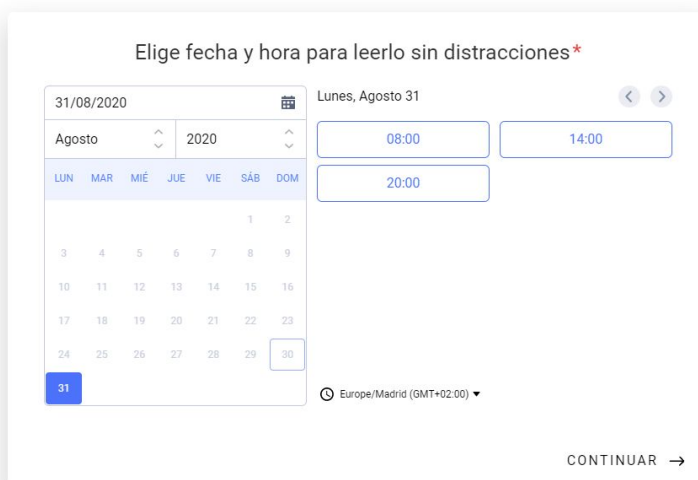 Elige fecha y hora para leerlo sin distracciones*
31/08/2020
Agosto 2020
LUN MAR MIÉ JUE VIE SÁB DOM
1 2
3 4 5 6 7 8 9
10 11 12 13 14 15 16
17 18 19 20 21 22 23
24 25 26 27 28 29 30
31
Lunes, Agosto 31
08:00 14:00
20:00
Europe/Madrid (GMT+02:00)
CONTINUAR